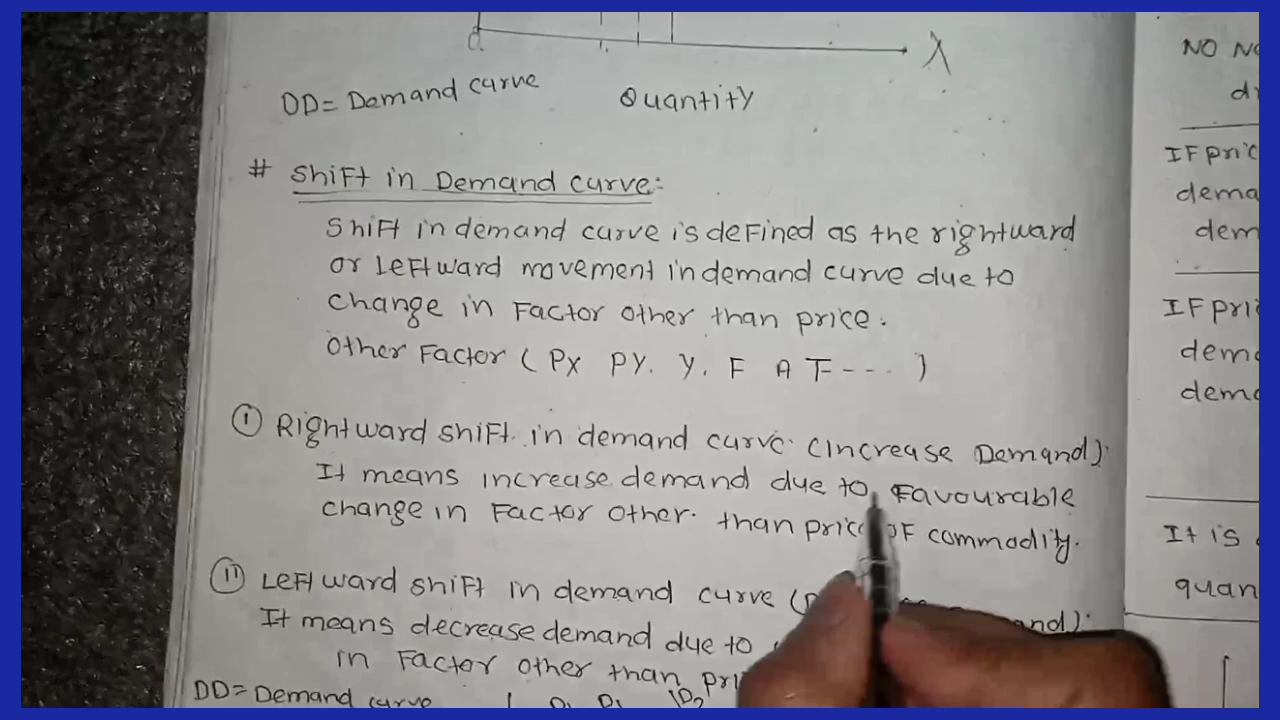 X
DD= Demand curve
Quantity
# Shift in Demand curve:-
Shift in demand curve is defined as the rightward
or Leftward movement in demand curve due to
change in Factor other than price.
Other Factor ( Px PY. Y. F A T --- )
(I) Rightward shift in demand curve. (Increase Demand):
It means increase demand due to Favourable
change in Factor other. than price OF commodity.
(II) Leftward shift in demand curve
It means decrease demand due to
in Factor other than
DD= Demand curve
D1 |D2
NO
IF pric
dema
dem
IF pri
dem
dem
It is
quan